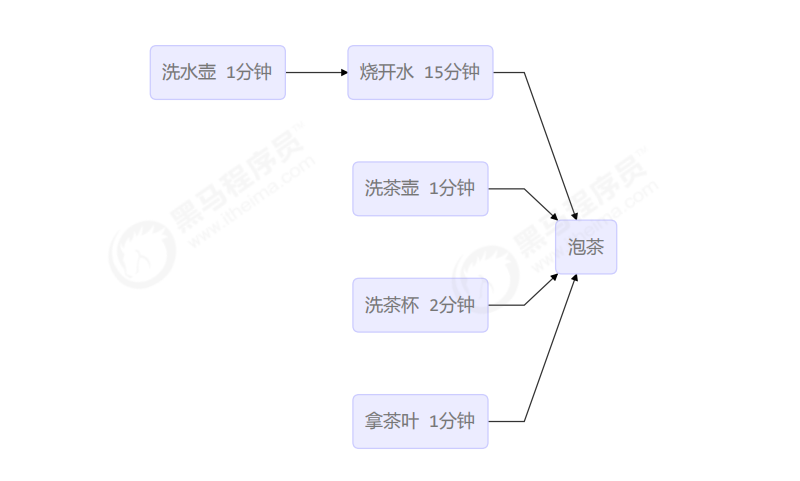 洗水壶 1分钟
烧开水 15分钟
洗茶壶 1分钟
泡茶
洗茶杯 2分钟
拿茶叶 1分钟
黑马程序员
www.itheima.com
黑马程序员
www.itheima.com